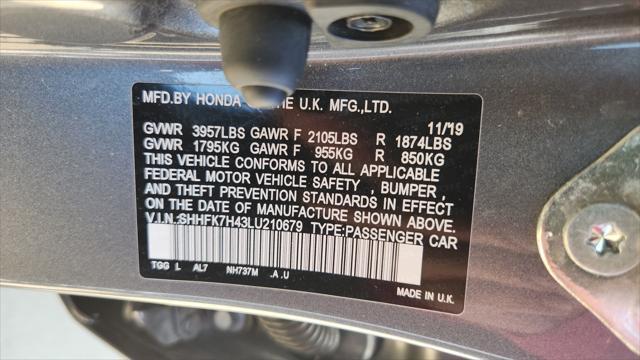 MFD.BY HONDA THE U.K. MFG.,LTD.
11/19
GVWR 3957LBS GAWR F 2105LBS R 1874LBS
GVWR 1795KG GAWR F 955KG R 850KG
THIS VEHICLE CONFORMS TO ALL APPLICABLE
FEDERAL MOTOR VEHICLE SAFETY , BUMPER ,
AND THEFT PREVENTION STANDARDS IN EFFECT
ON THE DATE OF MANUFACTURE SHOWN ABOVE.
V.I.N.:SHHFK7H43LU210679 TYPE:PASSENGER CAR
TGG L AL7 NH737M .A .U
MADE IN U.K.